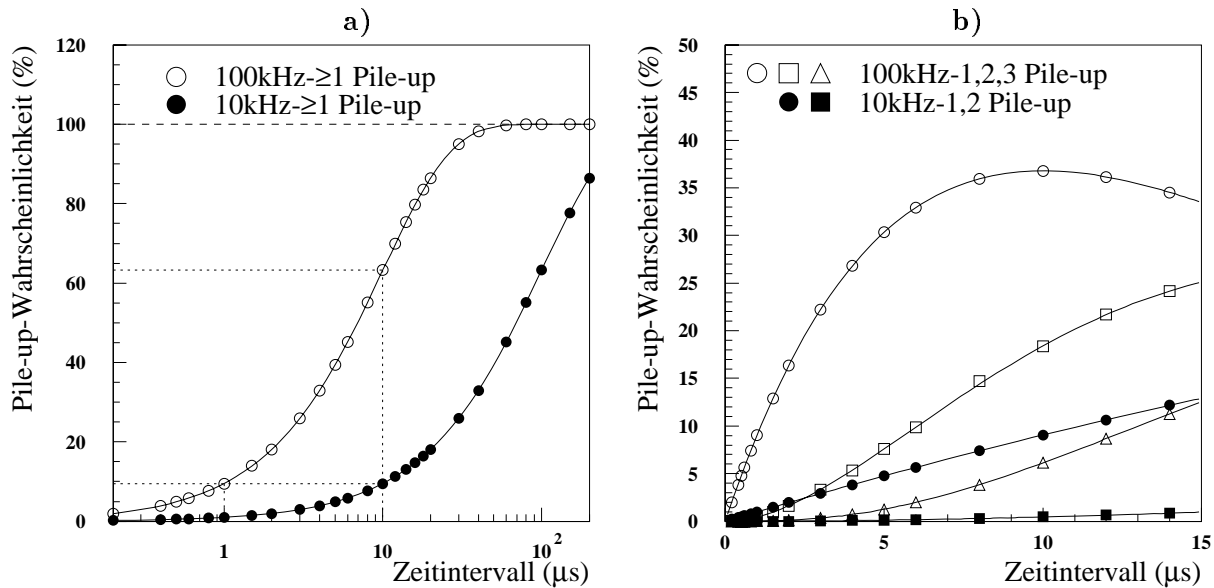 a)
Pile-up-Wahrscheinlichkeit (%)
120
100
80
60
40
20
0
100kHz-≥1 Pile-up
10kHz-≥1 Pile-up
1
10
10²
Zeitintervall (μs)
b)
Pile-up-Wahrscheinlichkeit (%)
50
45
40
35
30
25
20
15
10
5
0
100kHz-1,2,3 Pile-up
10kHz-1,2 Pile-up
0
5
10
15
Zeitintervall (μs)